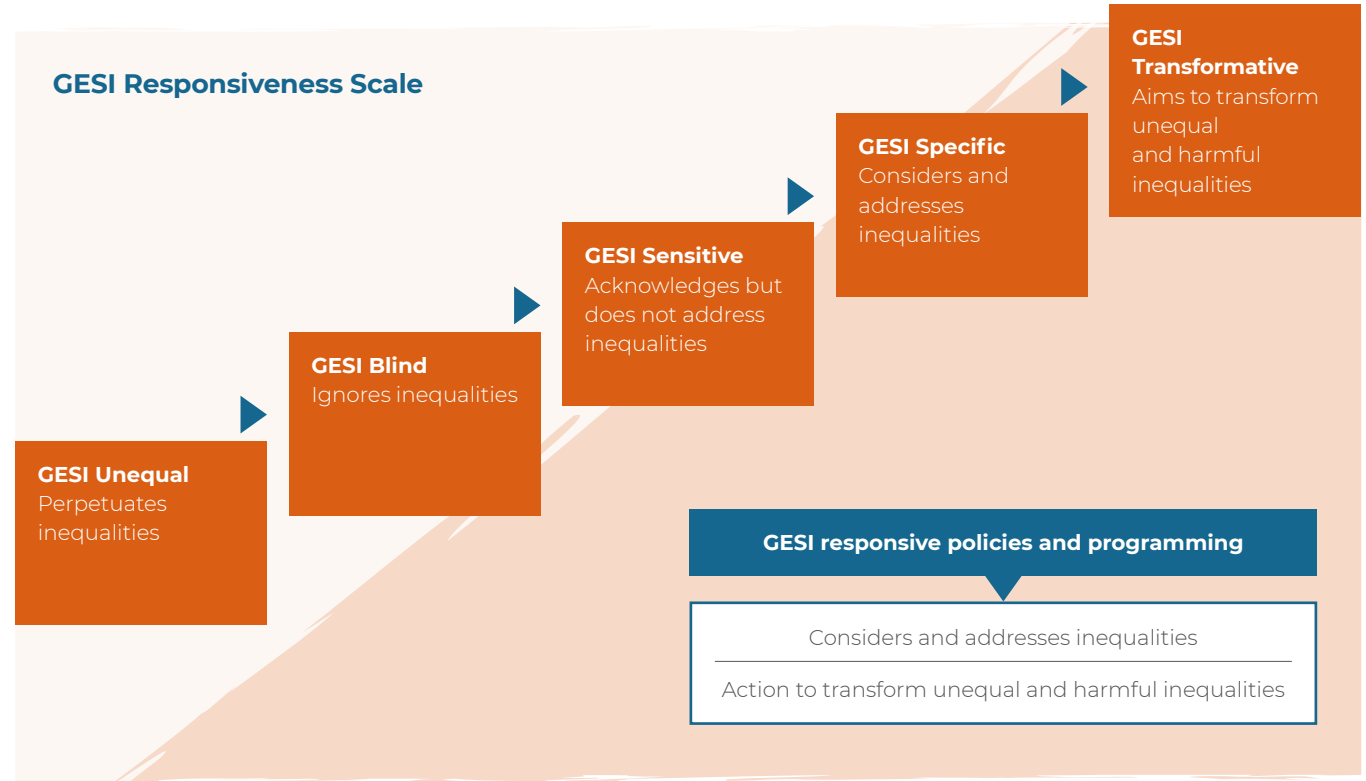 GESI Responsiveness Scale
GESI Unequal
Perpetuates
inequalities
GESI Blind
Ignores inequalities
GESI Sensitive
Acknowledges but
does not address
inequalities
GESI Specific
Considers and
addresses
inequalities
GESI
Transformative
Aims to transform
unequal
and harmful
inequalities
GESI responsive policies and programming
Considers and addresses inequalities
Action to transform unequal and harmful inequalities